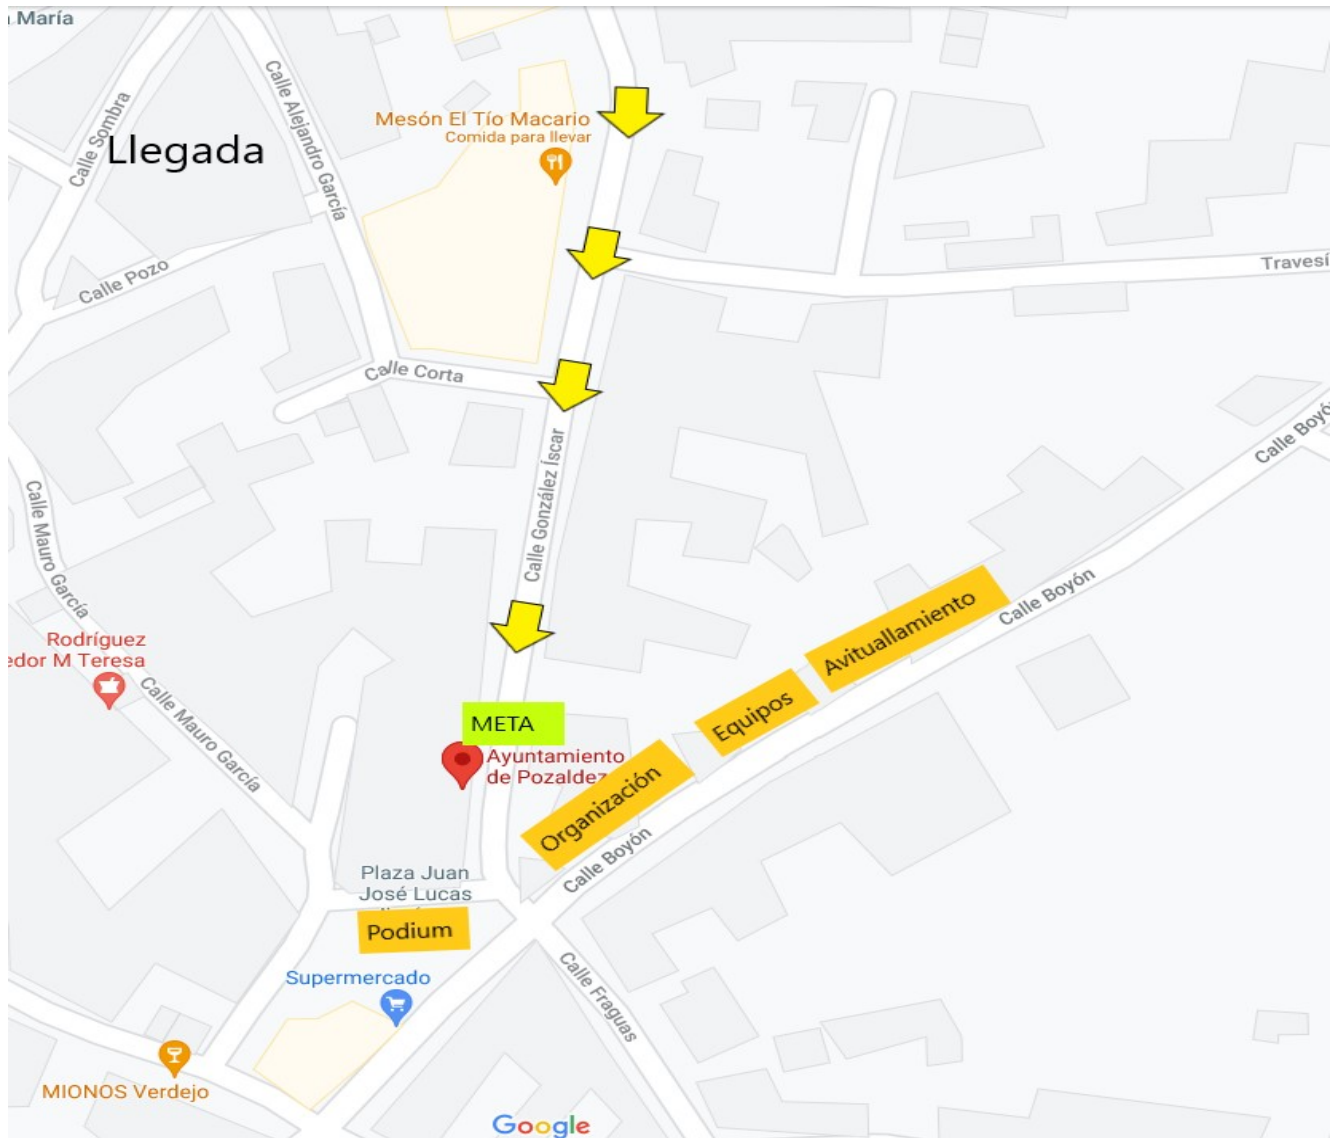 María
Calle Sombra
Calle Alejandro García
Llegada
Mesón El Tío Macario
Comida para llevar
Calle Pozo
Travesí
Calle Corta
Calle Boyón
Calle González Íscar
Calle Mauro García
Avituallamiento
Calle Boyón
Rodríguez
edor M Teresa
Equipos
Calle Mauro García
META
Ayuntamiento
de Pozaldez
Organización
Calle Boyón
Plaza Juan
José Lucas
Podium
Supermercado
Calle Fraguas
MIONOS Verdejo
Google